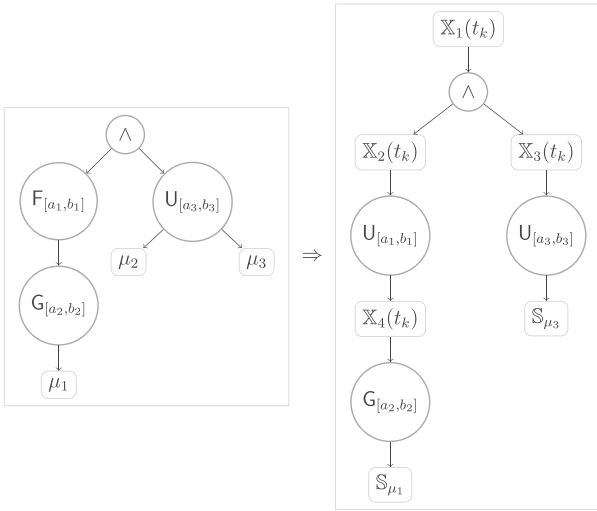 ∧
F[a₁,b₁]
U[a₃,b₃]
μ₂
μ₃
G[a₂,b₂]
μ₁
⇒
𝕏₁(tₖ)
∧
𝕏₂(tₖ)
𝕏₃(tₖ)
U[a₁,b₁]
U[a₃,b₃]
𝕏₄(tₖ)
𝕊μ₃
G[a₂,b₂]
𝕊μ₁